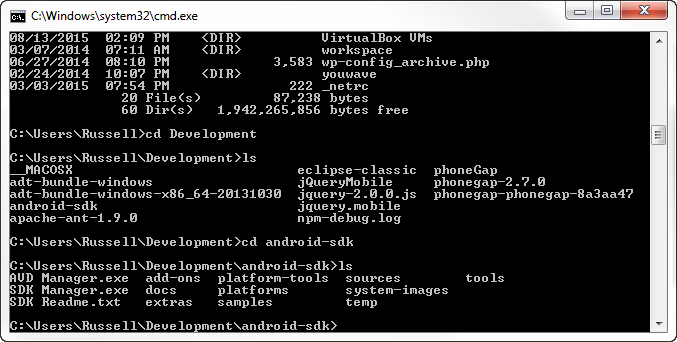 C:\Windows\system32\cmd.exe
08/13/2015  02:09 PM    <DIR>          VirtualBox VMs
03/07/2014  07:11 AM    <DIR>          workspace
06/27/2014  08:10 PM             3,583 wp-config_archive.php
02/24/2014  10:07 PM    <DIR>          youwave
03/03/2015  07:54 PM               222 _netrc
              20 File(s)         87,238 bytes
              60 Dir(s)   1,942,265,856 bytes free
C:\Users\Russell>cd Development
C:\Users\Russell\Development>ls
__MACOSX                            eclipse-classic  phoneGap
adt-bundle-windows                  jQueryMobile     phonegap-2.7.0
adt-bundle-windows-x86_64-20131030  jquery-2.0.0.js  phonegap-phonegap-8a3aa47
android-sdk                         jquery.mobile
apache-ant-1.9.0                    npm-debug.log
C:\Users\Russell\Development>cd android-sdk
C:\Users\Russell\Development\android-sdk>ls
AVD Manager.exe  add-ons  platform-tools  sources        tools
SDK Manager.exe  docs     platforms       system-images
SDK Readme.txt   extras   samples         temp
C:\Users\Russell\Development\android-sdk>